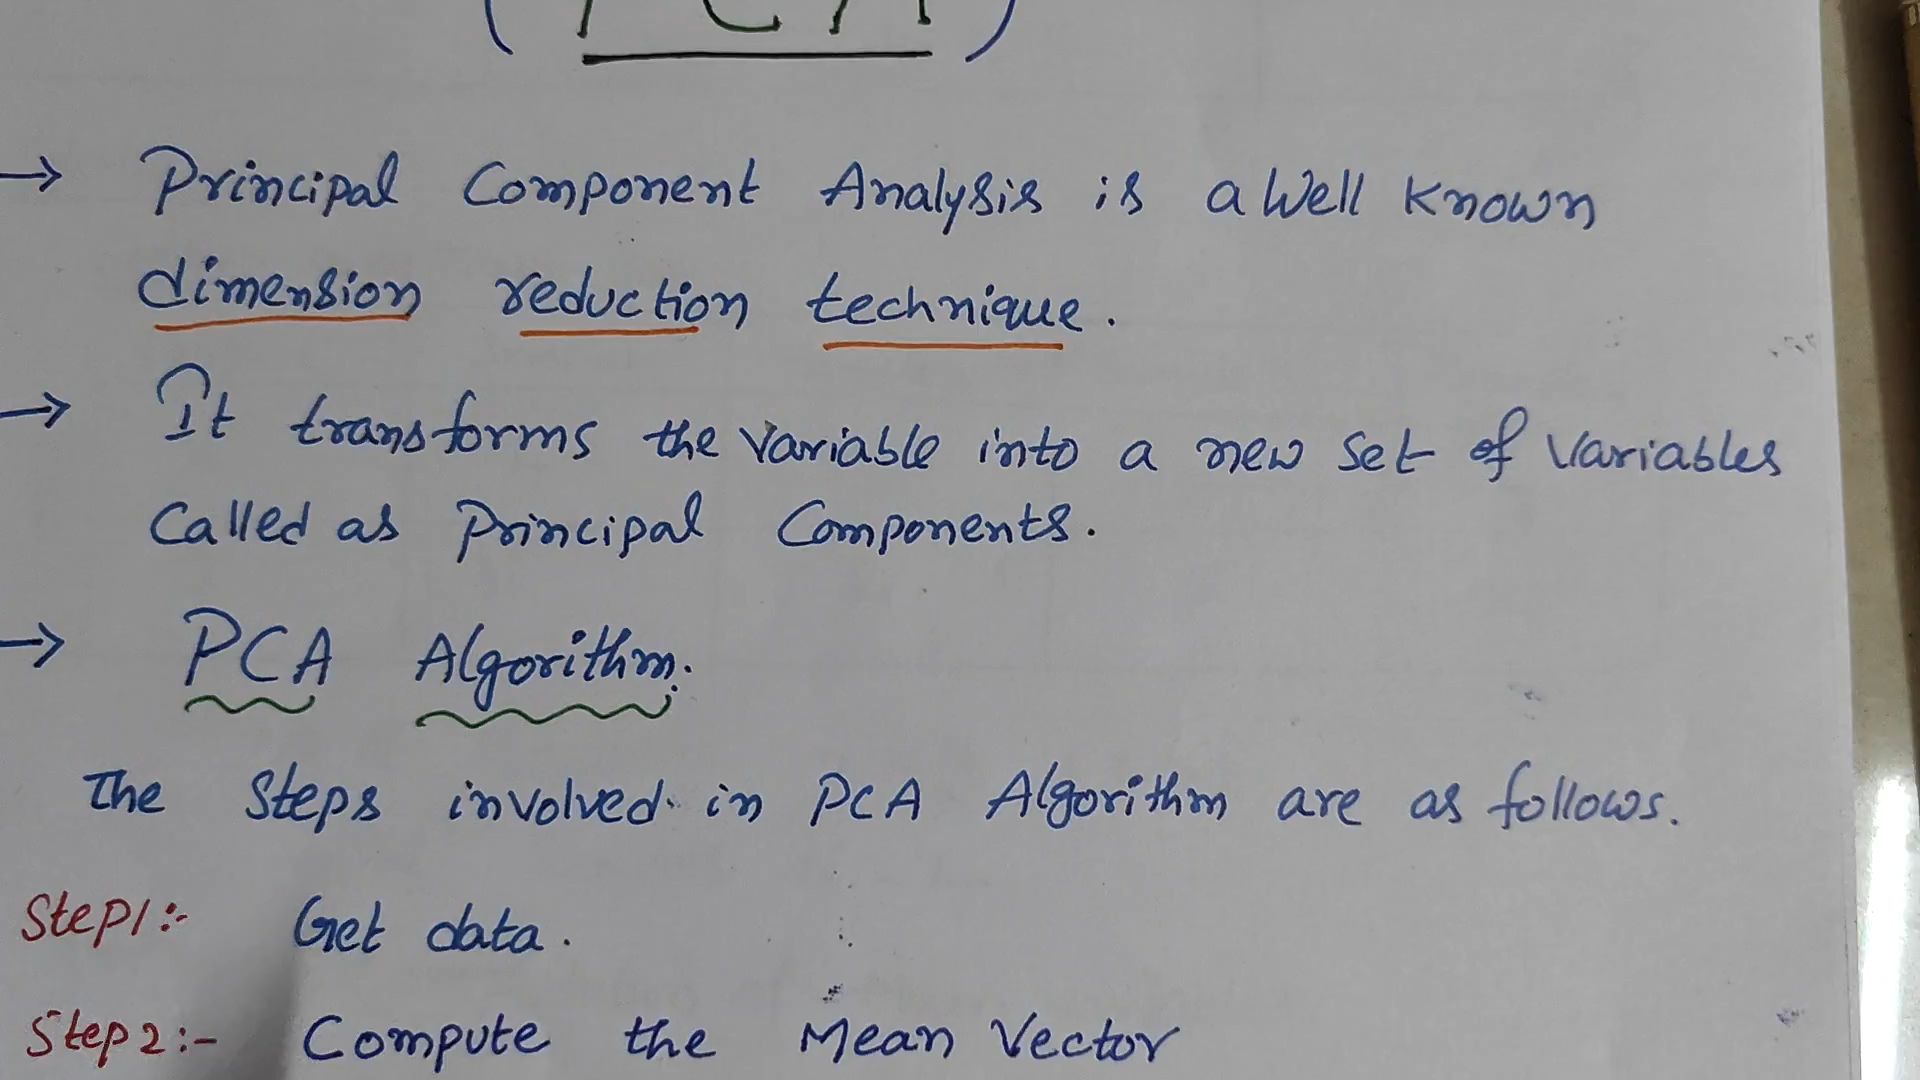 (PCA)
→ Principal Component Analysis is a Well Known
dimension reduction technique.
→ It transforms the Variable into a new set of Variables
Called as Principal Components.
→ PCA Algorithm.
The Steps involved in PCA Algorithm are as follows.
Step1:- Get data.
Step2:- Compute the Mean Vector